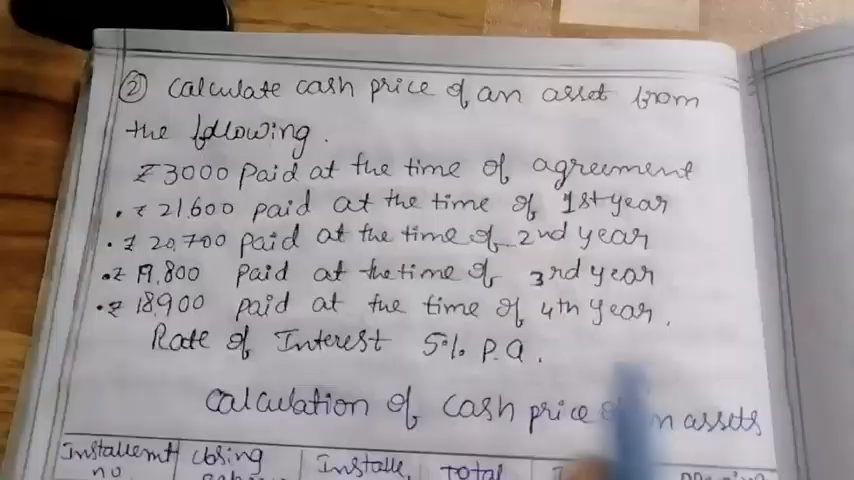 ② Calculate cash price of an asset from
the following.
₹3000 Paid at the time of agreement
• ₹ 21.600 paid at the time of 1st year
• ₹ 20,700 paid at the time of 2nd year
• ₹ 19,800 paid at the time of 3rd year
• ₹ 18,900 paid at the time of 4th year.
Rate of Interest 5% P.a.
Calculation of cash price assets
Installemnt closing Installe, Total
no